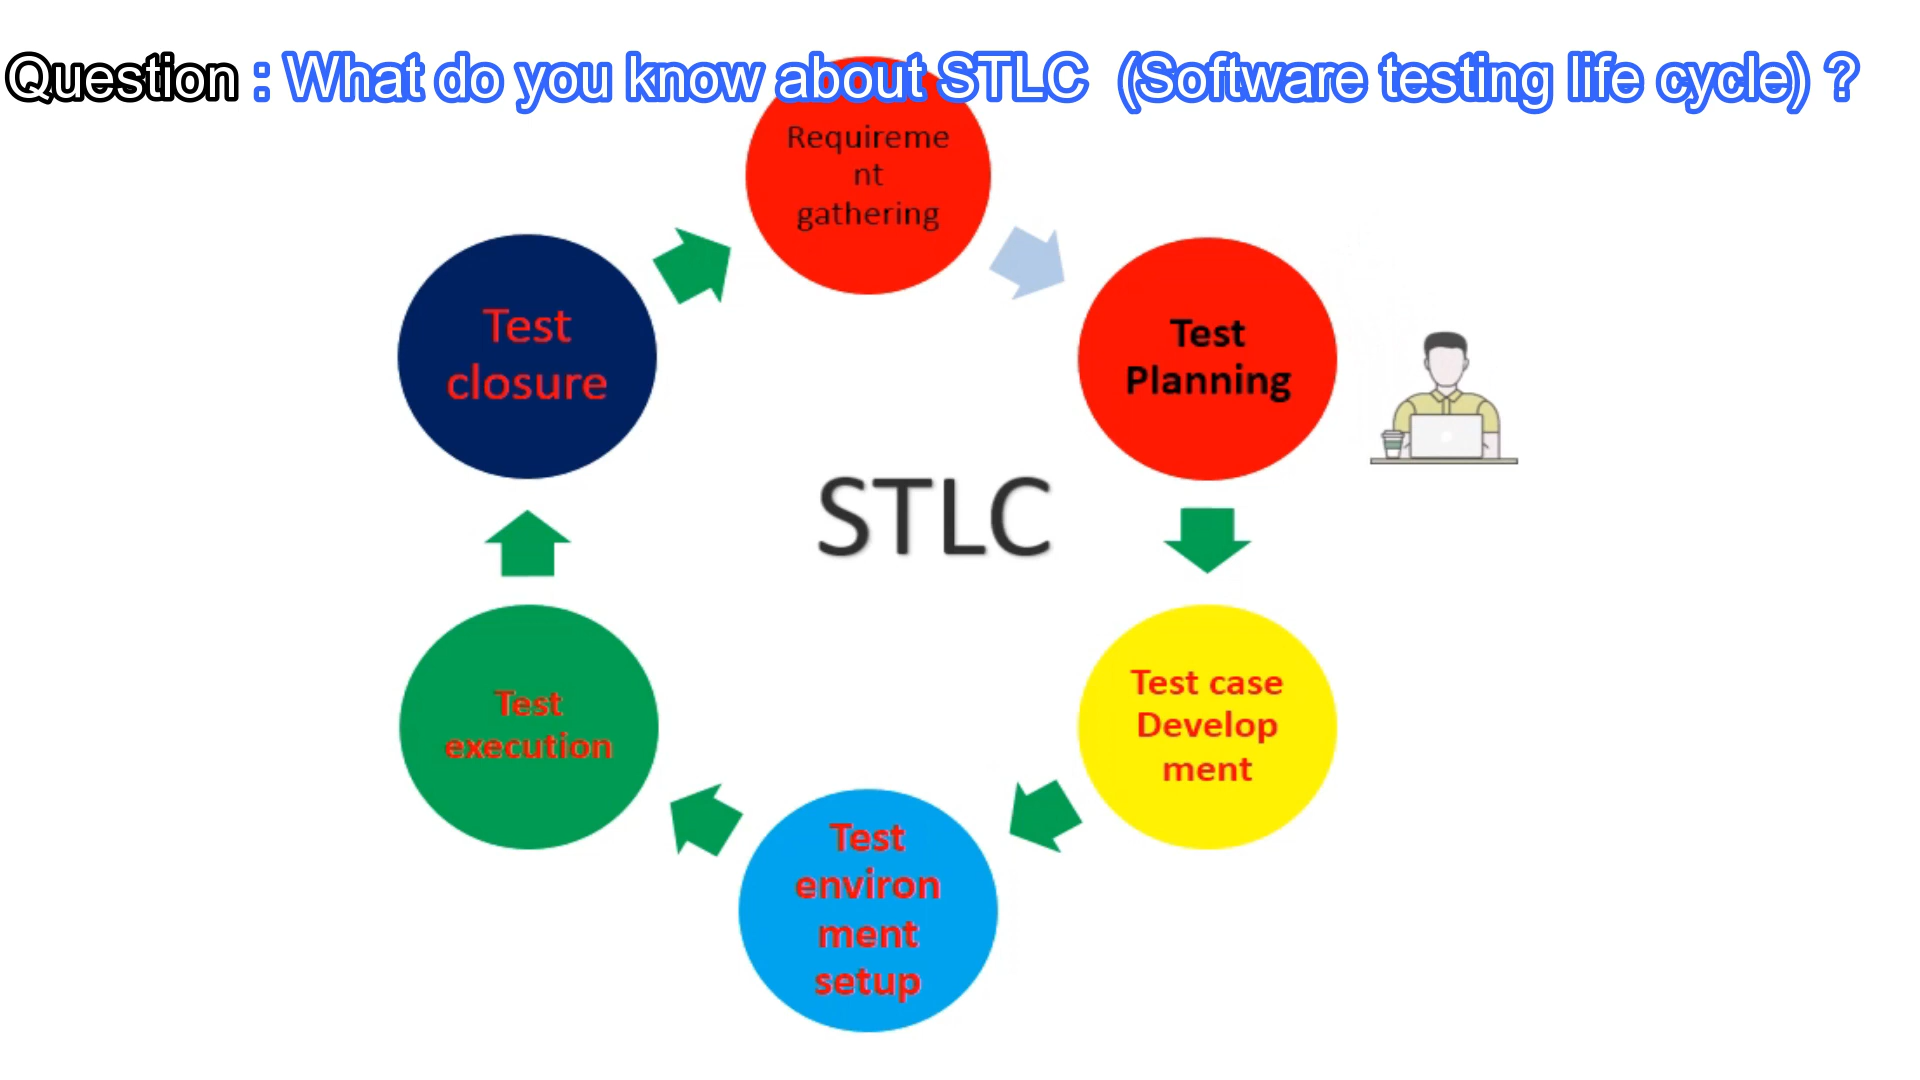 Question : What do you know about STLC (Software testing life cycle) ?
Requireme
nt
gathering
Test
Planning
Test case
Develop
ment
Test
environ
ment
setup
Test
execution
Test
closure
STLC